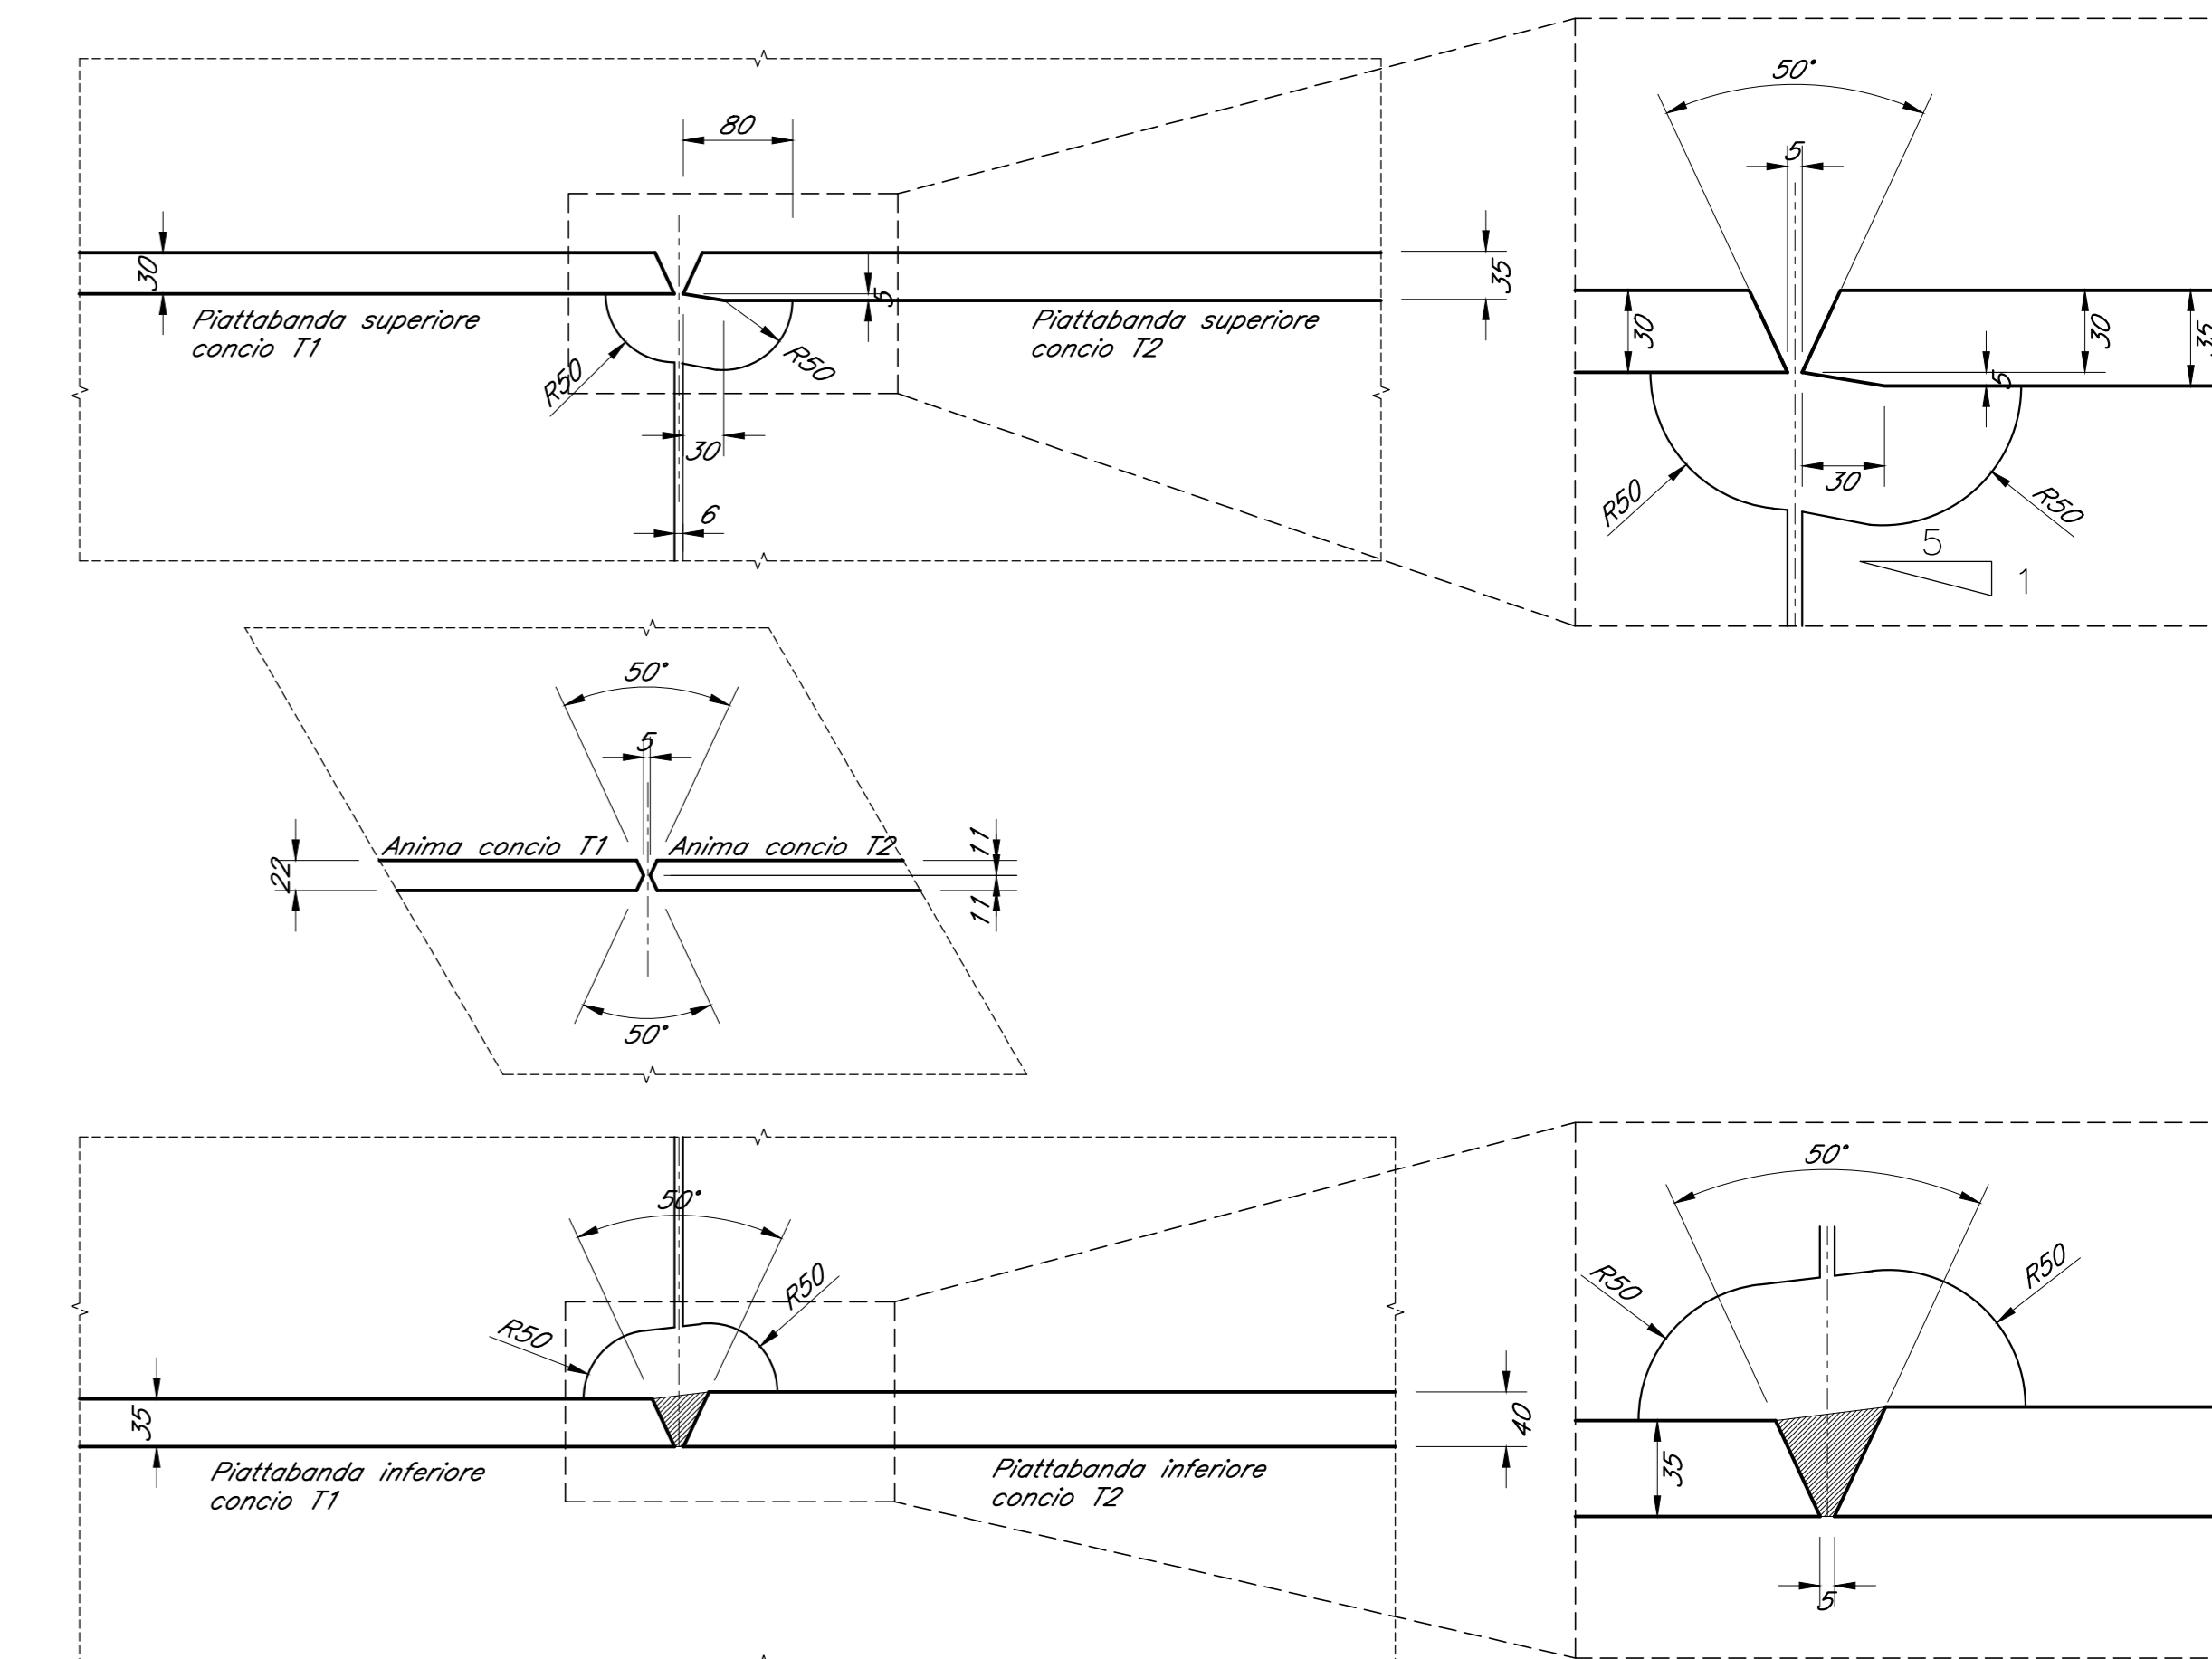 80
30
5
35
Piattabanda superiore
concio T1
Piattabanda superiore
concio T2
R50
R50
30
6
50°
5
30
30
35
5
R50
30
R50
5
1
50°
5
Anima concio T1
Anima concio T2
22
11
11
50°
50°
R50
R50
35
40
Piattabanda inferiore
concio T1
Piattabanda inferiore
concio T2
50°
R50
R50
35
5